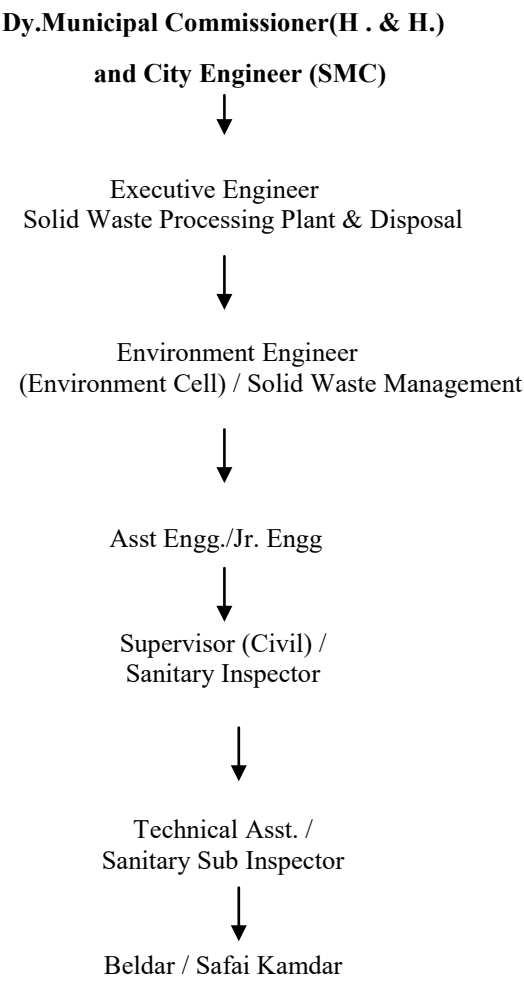 Dy.Municipal Commissioner(H . & H.)
and City Engineer (SMC)
Executive Engineer
Solid Waste Processing Plant & Disposal
Environment Engineer
(Environment Cell) / Solid Waste Management
Asst Engg./Jr. Engg
Supervisor (Civil) /
Sanitary Inspector
Technical Asst. /
Sanitary Sub Inspector
Beldar / Safai Kamdar